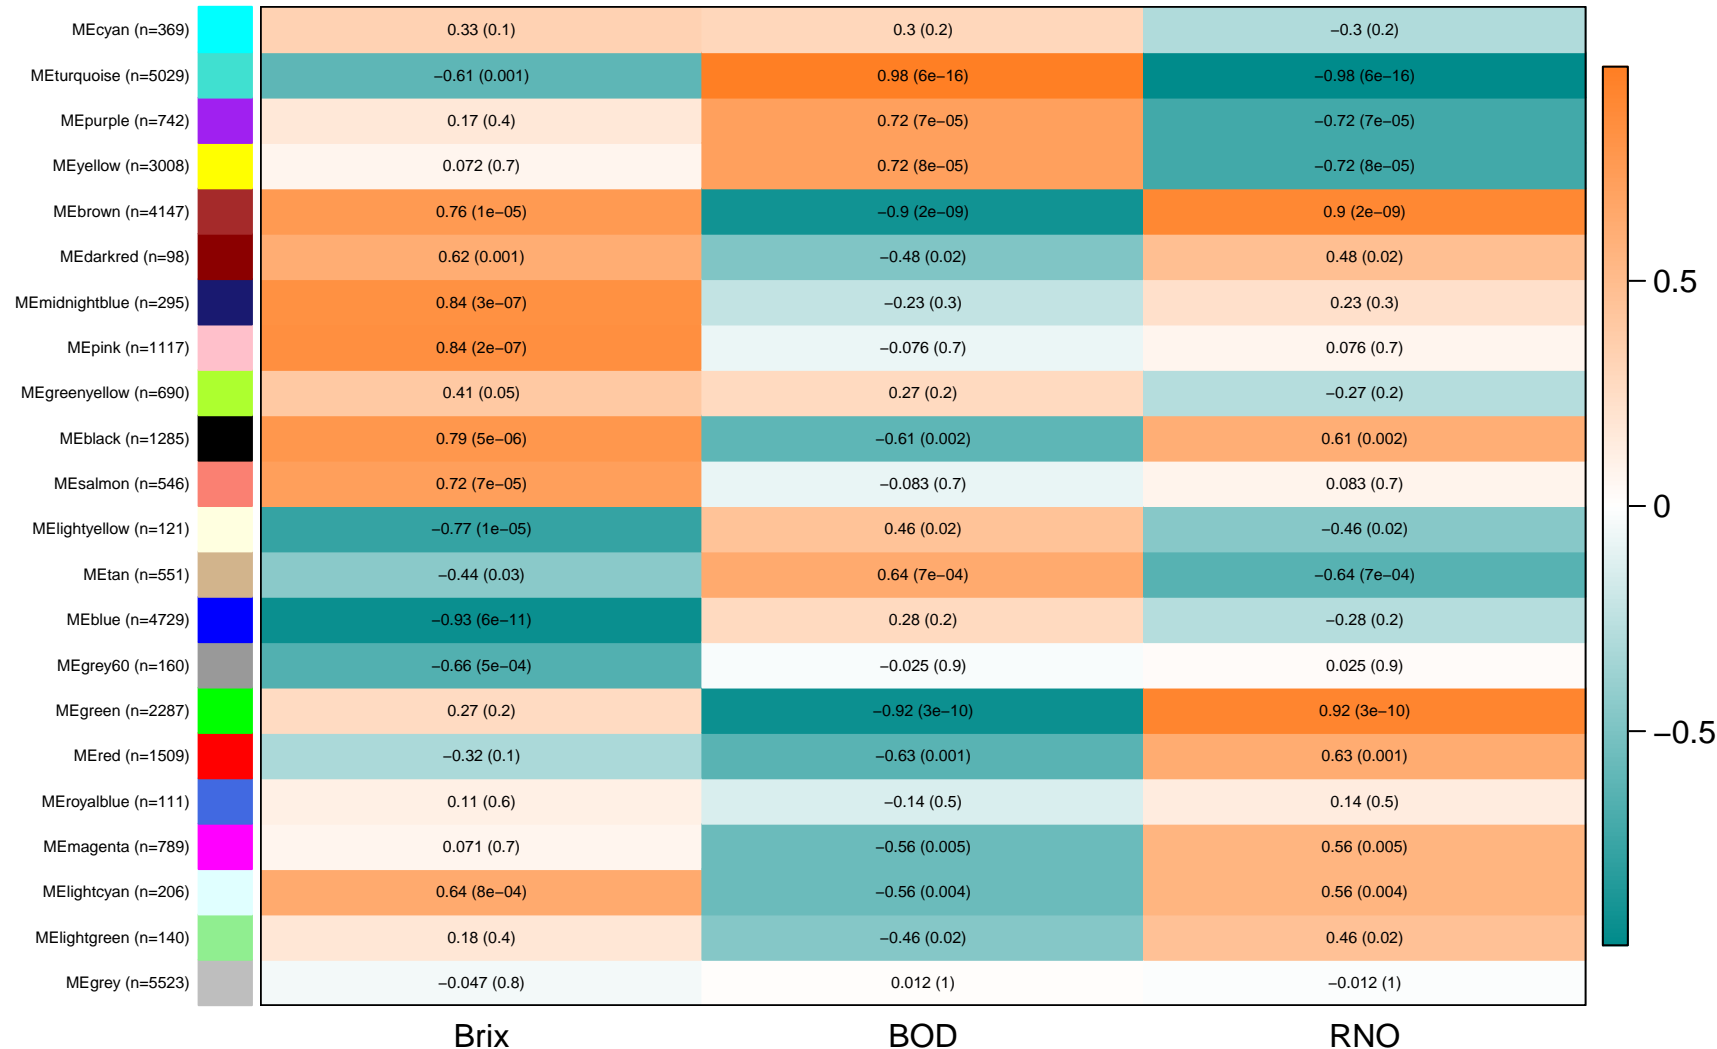 MEcyan (n=369) 0.33 (0.1) 0.3 (0.2) −0.3 (0.2)
MEturquoise (n=5029) −0.61 (0.001) 0.98 (6e−16) −0.98 (6e−16)
MEpurple (n=742) 0.17 (0.4) 0.72 (7e−05) −0.72 (7e−05)
MEyellow (n=3008) 0.072 (0.7) 0.72 (8e−05) −0.72 (8e−05)
MEbrown (n=4147) 0.76 (1e−05) −0.9 (2e−09) 0.9 (2e−09)
MEdarkred (n=98) 0.62 (0.001) −0.48 (0.02) 0.48 (0.02)
MEmidnightblue (n=295) 0.84 (3e−07) −0.23 (0.3) 0.23 (0.3)
MEpink (n=1117) 0.84 (2e−07) −0.076 (0.7) 0.076 (0.7)
MEgreenyellow (n=690) 0.41 (0.05) 0.27 (0.2) −0.27 (0.2)
MEblack (n=1285) 0.79 (5e−06) −0.61 (0.002) 0.61 (0.002)
MEsalmon (n=546) 0.72 (7e−05) −0.083 (0.7) 0.083 (0.7)
MElightyellow (n=121) −0.77 (1e−05) 0.46 (0.02) −0.46 (0.02)
MEtan (n=551) −0.44 (0.03) 0.64 (7e−04) −0.64 (7e−04)
MEblue (n=4729) −0.93 (6e−11) 0.28 (0.2) −0.28 (0.2)
MEgrey60 (n=160) −0.66 (5e−04) −0.025 (0.9) 0.025 (0.9)
MEgreen (n=2287) 0.27 (0.2) −0.92 (3e−10) 0.92 (3e−10)
MEred (n=1509) −0.32 (0.1) −0.63 (0.001) 0.63 (0.001)
MEroyalblue (n=111) 0.11 (0.6) −0.14 (0.5) 0.14 (0.5)
MEmagenta (n=789) 0.071 (0.7) −0.56 (0.005) 0.56 (0.005)
MElightcyan (n=206) 0.64 (8e−04) −0.56 (0.004) 0.56 (0.004)
MElightgreen (n=140) 0.18 (0.4) −0.46 (0.02) 0.46 (0.02)
MEgrey (n=5523) −0.047 (0.8) 0.012 (1) −0.012 (1)
Brix BOD RNO
0.5
0
−0.5